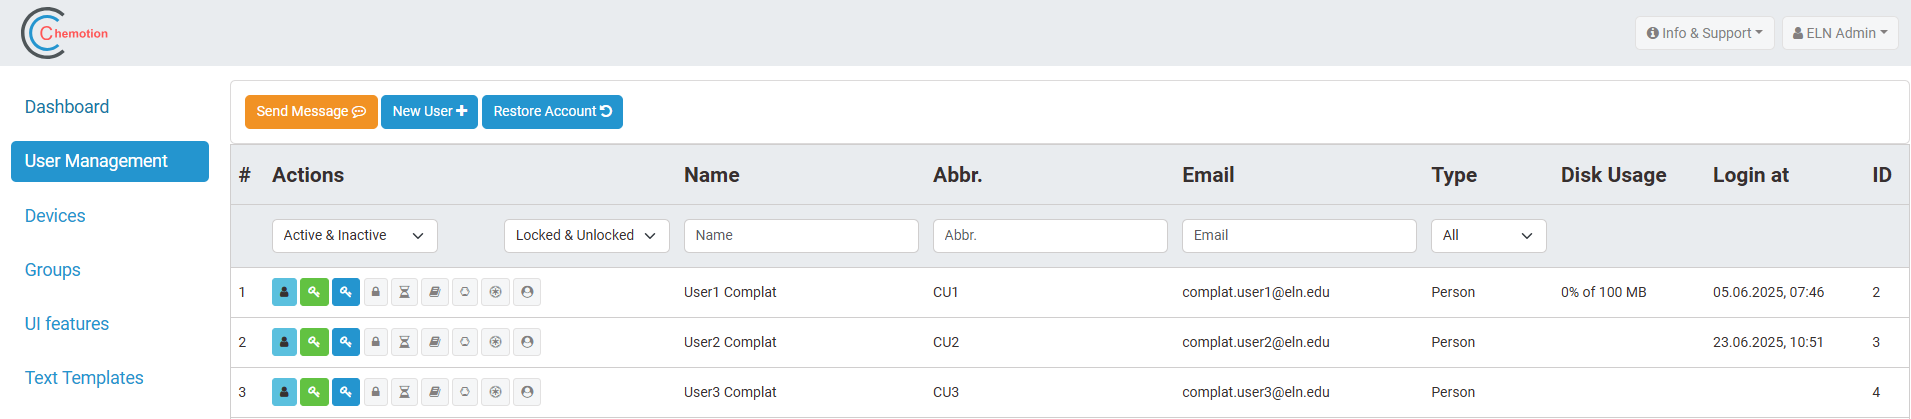 Chemotion
Info & Support
ELN Admin
Dashboard
User Management
Devices
Groups
UI features
Text Templates
Send Message New User Restore Account
# Actions Name Abbr. Email Type Disk Usage Login at ID
Active & Inactive Locked & Unlocked Name Abbr. Email All
1 User1 Complat CU1 complat.user1@eln.edu Person 0% of 100 MB 05.06.2025, 07:46 2
2 User2 Complat CU2 complat.user2@eln.edu Person 23.06.2025, 10:51 3
3 User3 Complat CU3 complat.user3@eln.edu Person 4